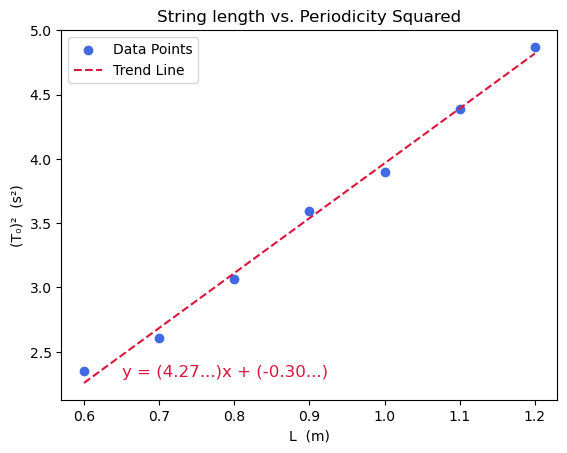 String length vs. Periodicity Squared
Data Points
Trend Line
(T₀)²  (s²)
5.0
4.5
4.0
3.5
3.0
2.5
y = (4.27...)x + (-0.30...)
0.6 0.7 0.8 0.9 1.0 1.1 1.2
L  (m)